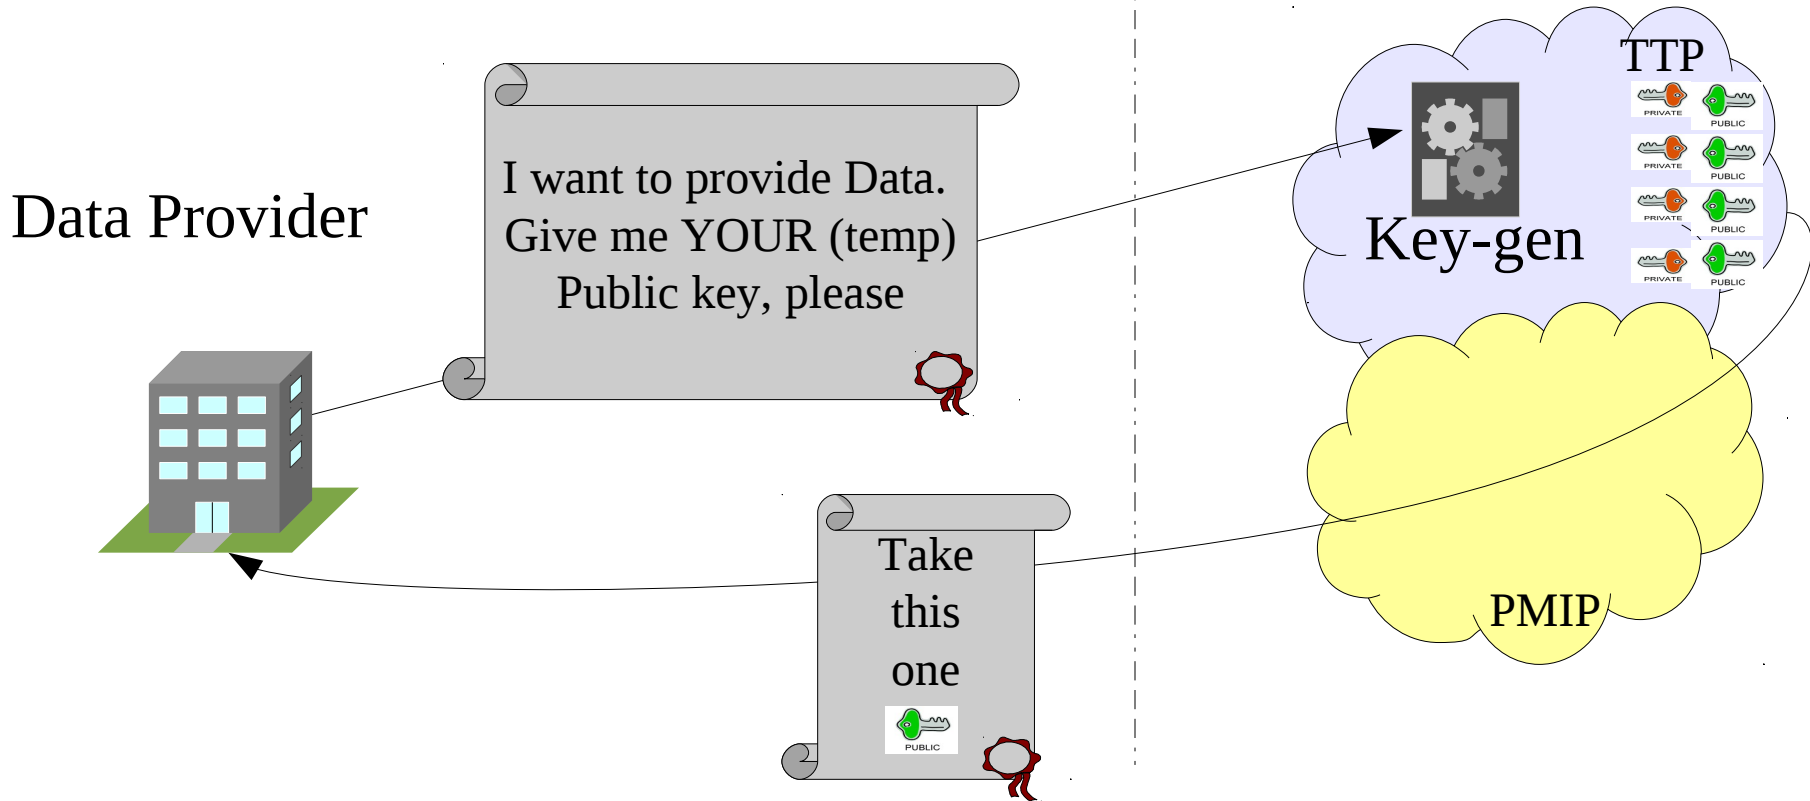 Data Provider
I want to provide Data.
Give me YOUR (temp)
Public key, please
TTP
Key-gen
PRIVATE
PUBLIC
PRIVATE
PUBLIC
PRIVATE
PUBLIC
PRIVATE
PUBLIC
Take
this
one
PUBLIC
PMIP